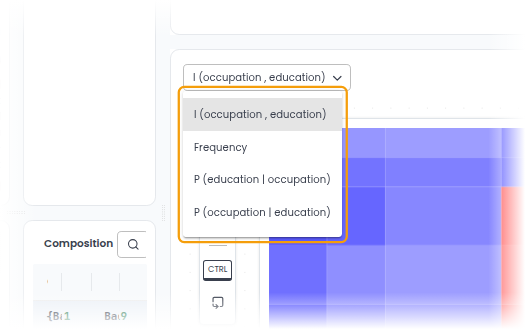 I (occupation , education)
I (occupation , education)
Frequency
P (education | occupation)
P (occupation | education)
Composition
CTRL